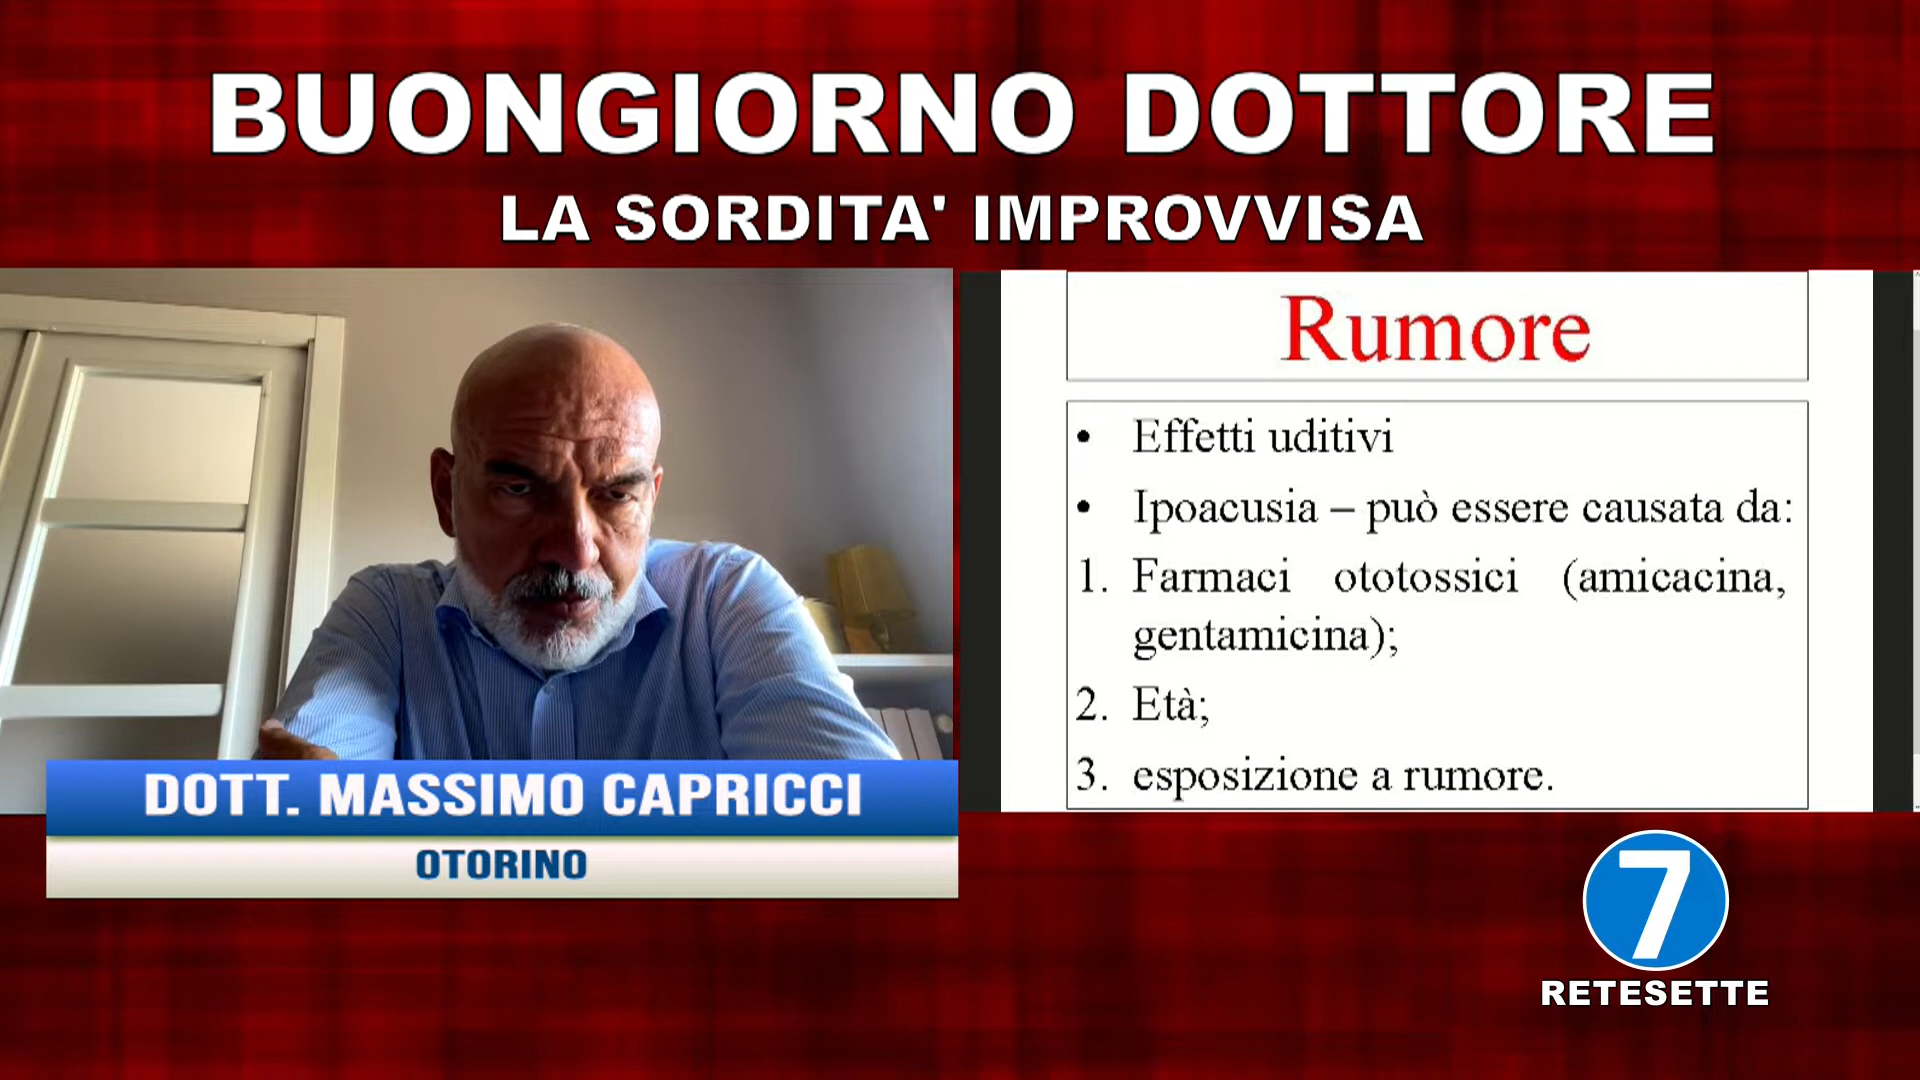 BUONGIORNO DOTTORE
LA SORDITA' IMPROVVISA
DOTT. MASSIMO CAPRICCI
OTORINO
Rumore
• Effetti uditivi
• Ipoacusia – può essere causata da:
1. Farmaci ototossici (amicacina,
gentamicina);
2. Età;
3. esposizione a rumore.
7
RETESETTE